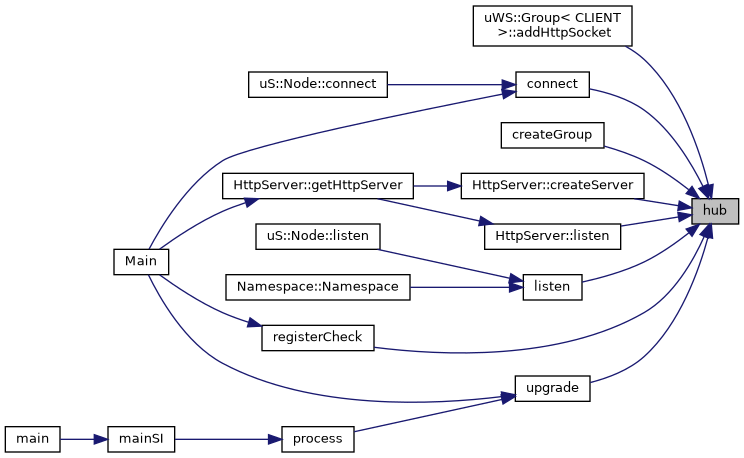 uWS::Group< CLIENT
>::addHttpSocket
uS::Node::connect
connect
createGroup
HttpServer::getHttpServer
HttpServer::createServer
hub
uS::Node::listen
HttpServer::listen
Main
Namespace::Namespace
listen
registerCheck
upgrade
main
mainSI
process